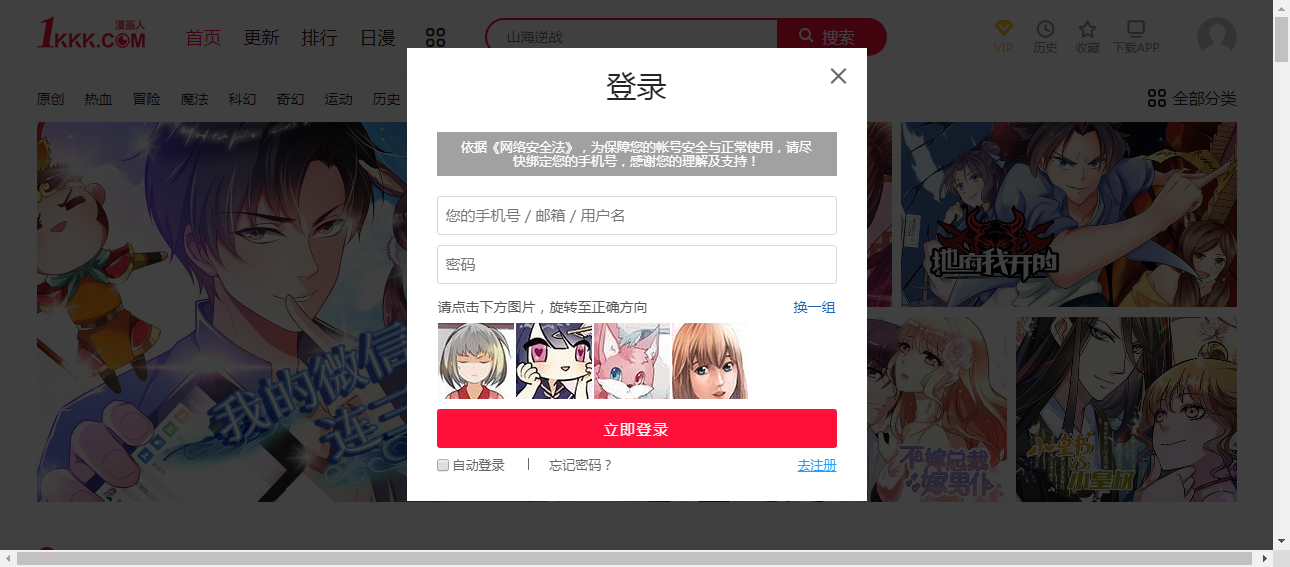 漫画人
1KKK.COM
首页
更新
排行
日漫
山海逆战
搜索
VIP
历史
收藏
下载APP
原创
热血
冒险
魔法
科幻
奇幻
运动
历史
全部分类
登录
依据《网络安全法》，为保障您的帐号安全与正常使用，请尽
快绑定您的手机号，感谢您的理解及支持！
您的手机号 / 邮箱 / 用户名
密码
请点击下方图片，旋转至正确方向
换一组
立即登录
自动登录
忘记密码？
去注册
我的微信
连三
地府我开的
不嫁总裁
嫁男仆